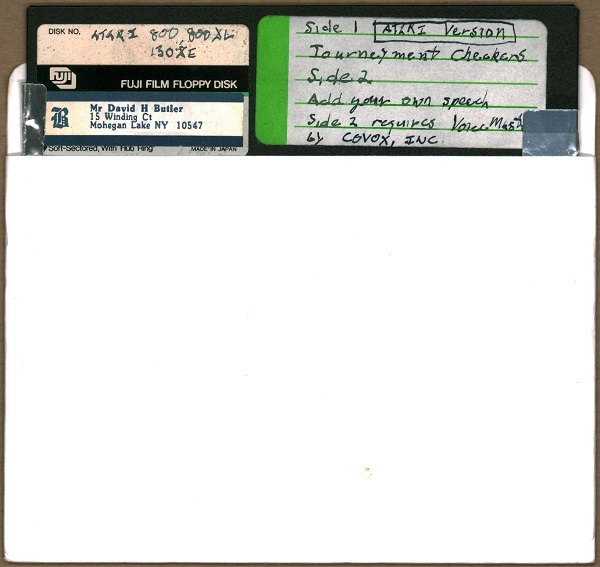 DISK NO. ATARI 800 800XL
130XE
FUJI
FUJI FILM FLOPPY DISK
B
Mr David H Butler
15 Winding Ct
Mohegan Lake NY 10547
Soft-Sectored, With Hub Ring MADE IN JAPAN
Side 1 ATARI Version
Tourneyment Checkers
Side 2
Add your own speech
Side 2 requires Voice
by COVOX, INC